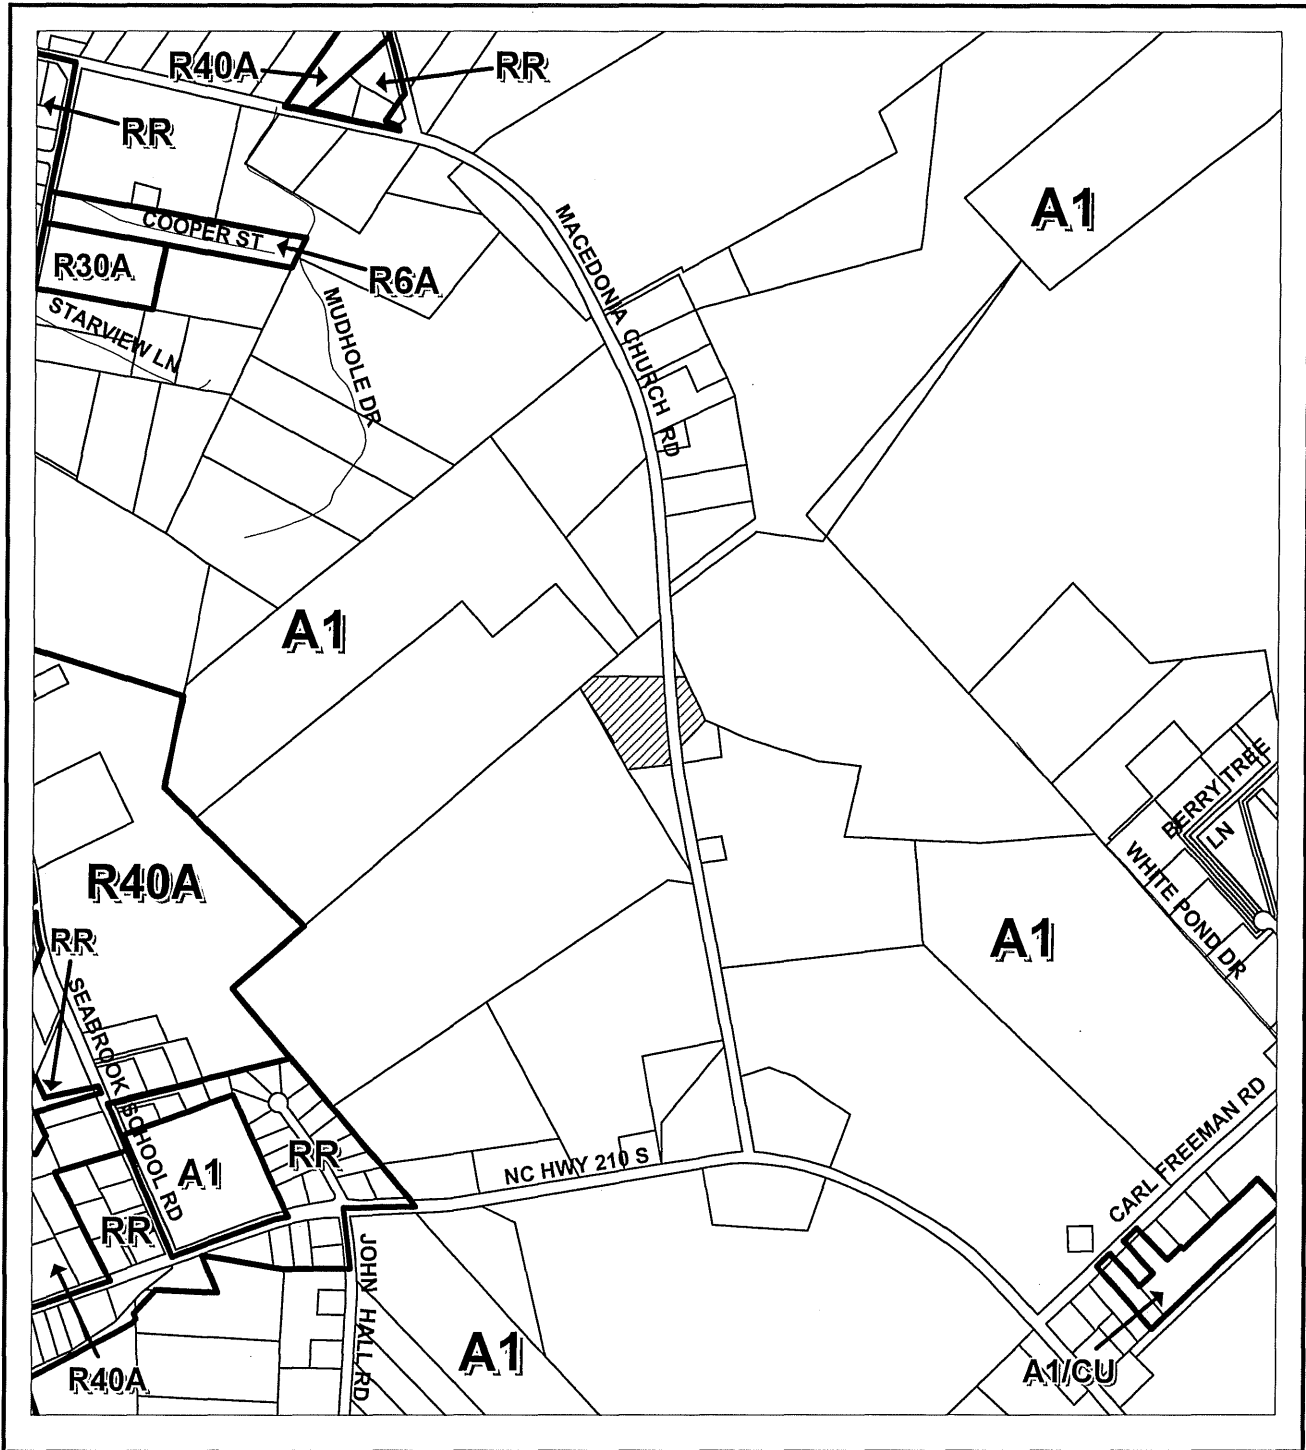 R40A
RR
RR
A1
COOPER ST
R30A
R6A
MACEDONIA CHURCH RD
STARVIEW LN
MUDHOLE DR
A1
BERRY TREE
LN
WHITE POND DR
R40A
RR
A1
SEABROOK SCHOOL RD
CARL FREEMAN RD
A1
RR
NC HWY 210 S
RR
JOHN HALL RD
A1
R40A
A1/CU